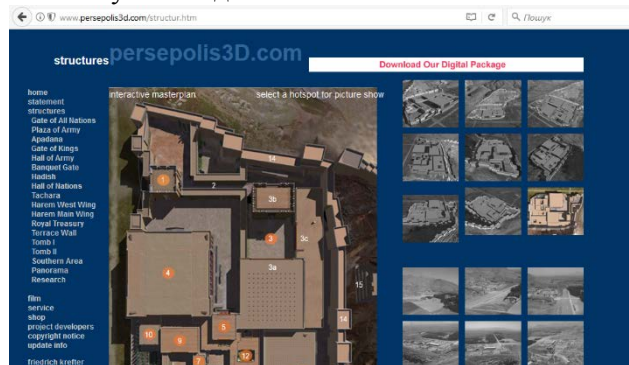 www.persepolis3d.com/structur.htm
Пошук
structures persepolis3D.com
Download Our Digital Package
interactive masterplan
select a hotspot for picture show
home
statement
structures
Gate of All Nations
Plaza of Army
Apadana
Gate of Kings
Hall of Army
Banquet Gate
Hadish
Hall of Nations
Tachara
Harem West Wing
Harem Main Wing
Royal Treasury
Terrace Wall
Tomb I
Tomb II
Southern Area
Panorama
Research
film
service
shop
project developers
copyright notice
update info
friedrich krefter
14
1
2
3b
3
3c
4
3a
15
14
5
10
9
12
7